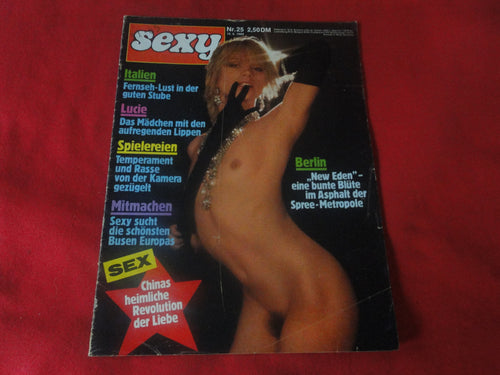 sexy
Nr.25 2,50DM
Italien
Fernseh-Lust in der
guten Stube
Lucie
Das Mädchen mit den
aufregenden Lippen
Spielereien
Temperament
und Rasse
von der Kamera
gezügelt
Mitmachen
Sexy sucht
die schönsten
Busen Europas
Berlin
„New Eden” –
eine bunte Blüte
im Asphalt der
Spree-Metropole
SEX
Chinas
heimliche
Revolution
der Liebe